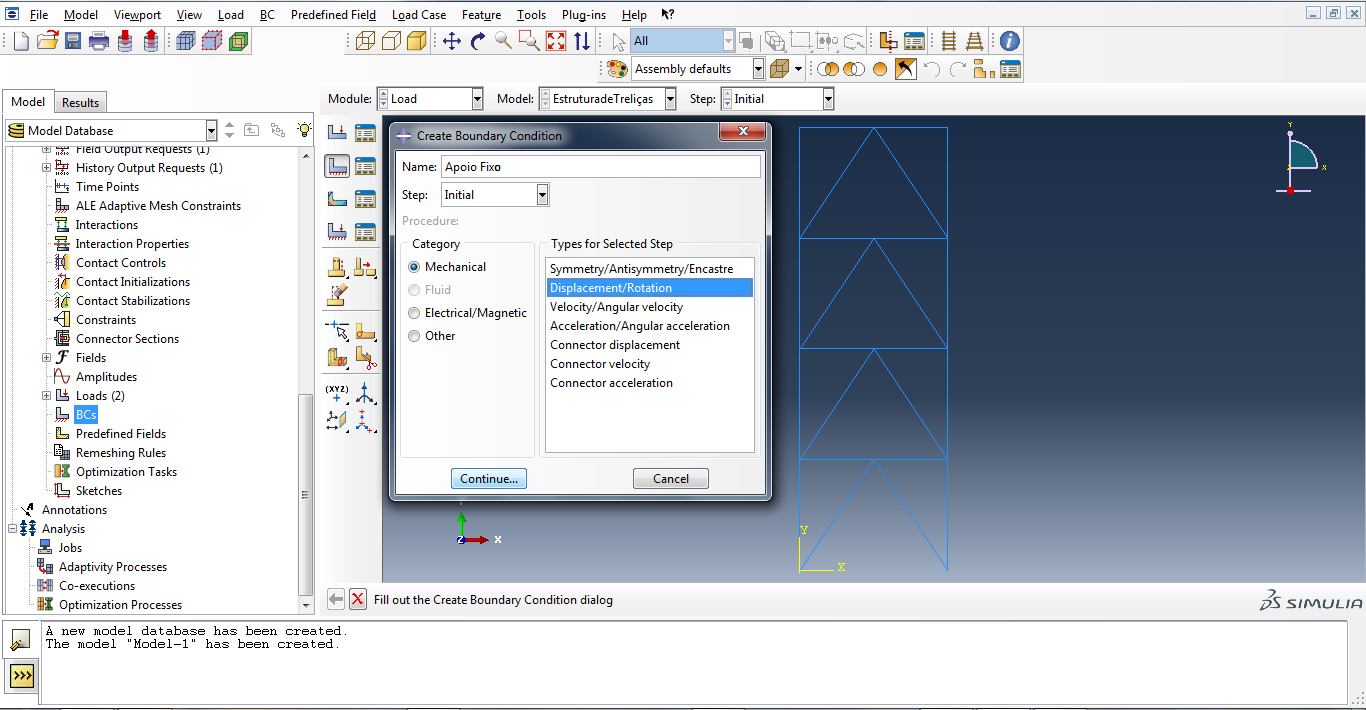 File Model Viewport View Load BC Predefined Field Load Case Feature Tools Plug-ins Help
All
Assembly defaults
Model Results
Module: Load Model: EstruturadeTreliças Step: Initial
Model Database
Field Output Requests (1)
History Output Requests (1)
Time Points
ALE Adaptive Mesh Constraints
Interactions
Interaction Properties
Contact Controls
Contact Initializations
Contact Stabilizations
Constraints
Connector Sections
Fields
Amplitudes
Loads (2)
BCs
Predefined Fields
Remeshing Rules
Optimization Tasks
Sketches
Annotations
Analysis
Jobs
Adaptivity Processes
Co-executions
Optimization Processes
(XYZ)
Create Boundary Condition
Name: Apoio Fixo
Step: Initial
Procedure:
Category
Mechanical
Fluid
Electrical/Magnetic
Other
Types for Selected Step
Symmetry/Antisymmetry/Encastre
Displacement/Rotation
Velocity/Angular velocity
Acceleration/Angular acceleration
Connector displacement
Connector velocity
Connector acceleration
Continue... Cancel
Y
X
Z
X
Y
X
Fill out the Create Boundary Condition dialog
SIMULIA
A new model database has been created.
The model "Model-1" has been created.
>>>